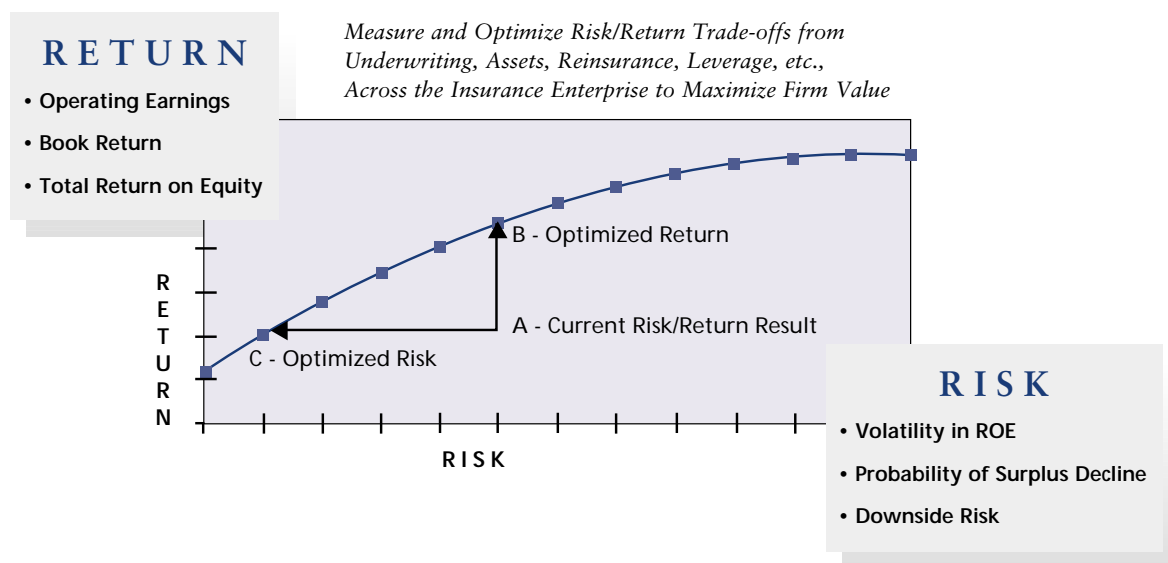 RETURN
• Operating Earnings
• Book Return
• Total Return on Equity
Measure and Optimize Risk/Return Trade-offs from
Underwriting, Assets, Reinsurance, Leverage, etc.,
Across the Insurance Enterprise to Maximize Firm Value
B - Optimized Return
A - Current Risk/Return Result
C - Optimized Risk
RETURN
RISK
RISK
• Volatility in ROE
• Probability of Surplus Decline
• Downside Risk